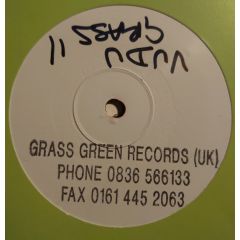 VUDU
GRASS 11
GRASS GREEN RECORDS (UK)
PHONE 0836 566133
FAX 0161 445 2063